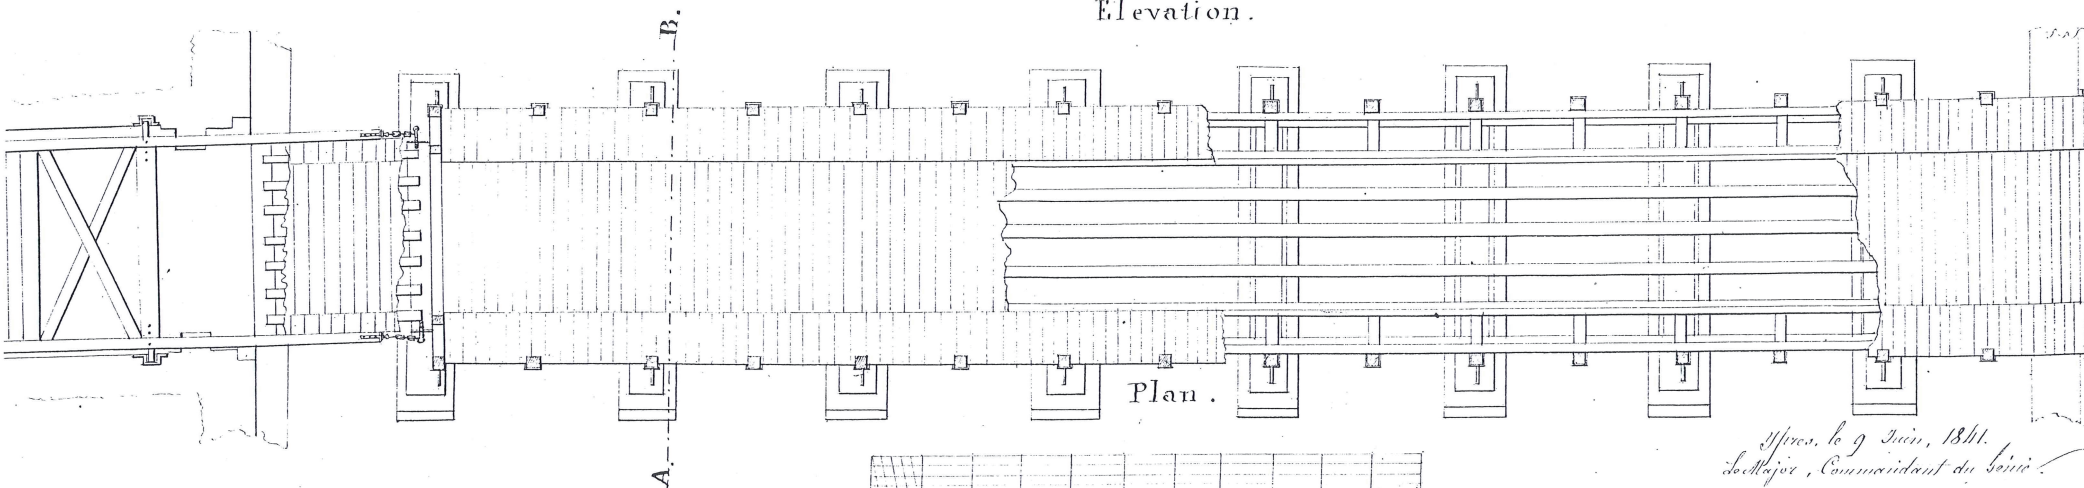 Elevation.
B.
Plan.
A.
Ypres, le 9 Juin, 1841.
Le Major, Commandant du Génie.